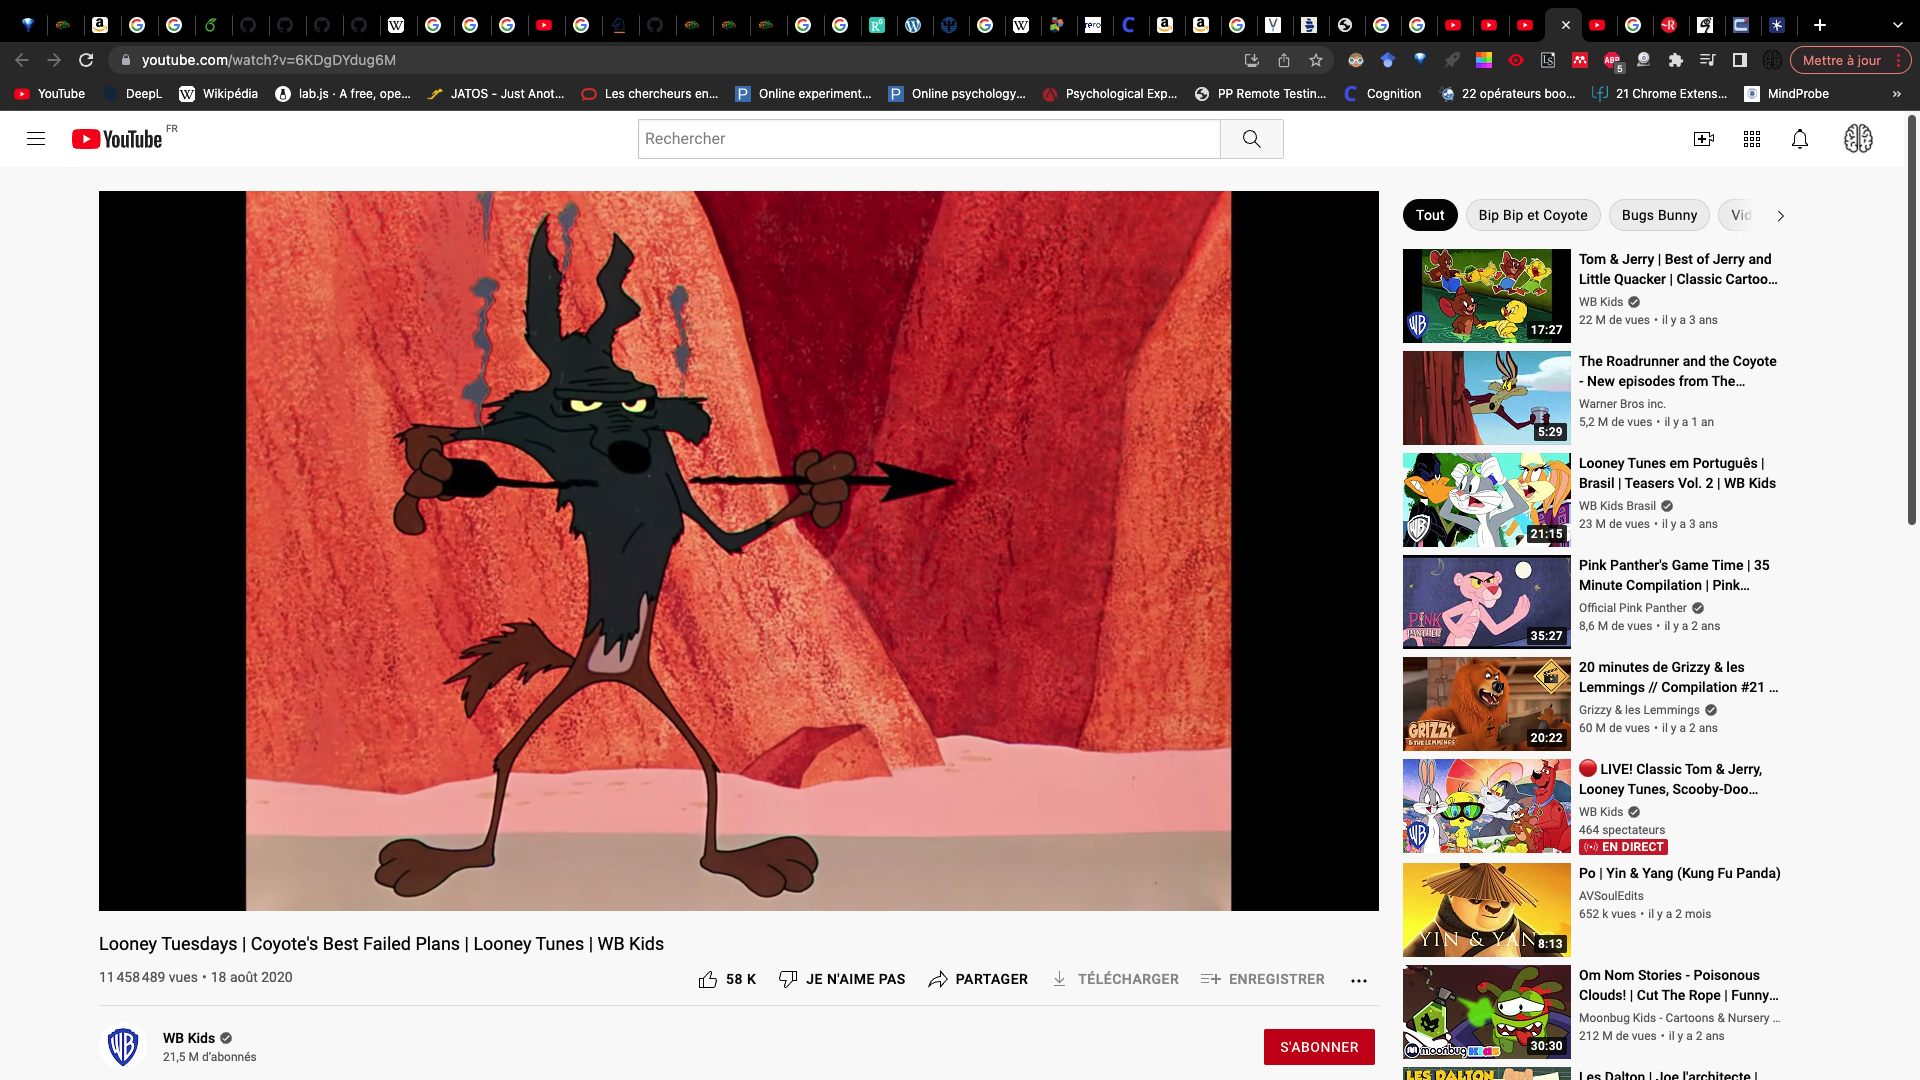 youtube.com/watch?v=6KDgDYdug6M
Mettre à jour
YouTube
DeepL
Wikipédia
lab.js · A free, ope...
JATOS - Just Anot...
Les chercheurs en...
Online experiment...
Online psychology...
Psychological Exp...
PP Remote Testin...
Cognition
22 opérateurs boo...
21 Chrome Extens...
MindProbe
»
YouTube FR
Rechercher
Tout
Bip Bip et Coyote
Bugs Bunny
Vid
Tom & Jerry | Best of Jerry and
Little Quacker | Classic Cartoo...
WB Kids
22 M de vues • il y a 3 ans
17:27
The Roadrunner and the Coyote
- New episodes from The...
Warner Bros inc.
5,2 M de vues • il y a 1 an
5:29
Looney Tunes em Português |
Brasil | Teasers Vol. 2 | WB Kids
WB Kids Brasil
23 M de vues • il y a 3 ans
21:15
Pink Panther's Game Time | 35
Minute Compilation | Pink...
Official Pink Panther
8,6 M de vues • il y a 2 ans
PINK
PANTHER
35:27
20 minutes de Grizzy & les
Lemmings // Compilation #21 ...
Grizzy & les Lemmings
60 M de vues • il y a 2 ans
GRIZZY
& THE LEMMINGS
20:22
LIVE! Classic Tom & Jerry,
Looney Tunes, Scooby-Doo...
WB Kids
464 spectateurs
EN DIRECT
Po | Yin & Yang (Kung Fu Panda)
AVSoulEdits
652 k vues • il y a 2 mois
YIN & YANG
8:13
Om Nom Stories - Poisonous
Clouds! | Cut The Rope | Funny...
Moonbug Kids - Cartoons & Nursery ...
212 M de vues • il y a 2 ans
moonbug KiDS
30:30
Les Dalton | Joe l'architecte |
LES DALTON
Looney Tuesdays | Coyote's Best Failed Plans | Looney Tunes | WB Kids
11 458 489 vues • 18 août 2020
58 K
JE N'AIME PAS
PARTAGER
TÉLÉCHARGER
ENREGISTRER
WB Kids
21,5 M d'abonnés
S'ABONNER